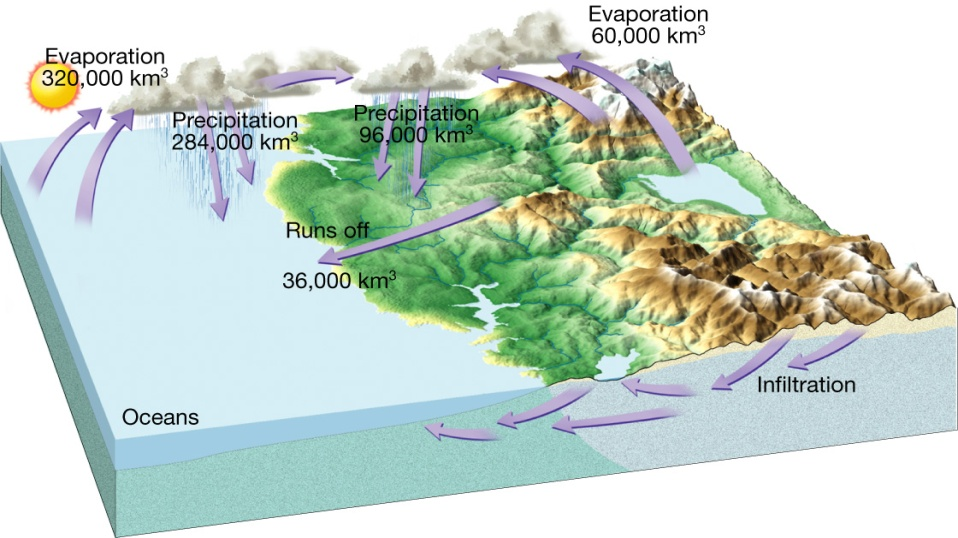 Evaporation
60,000 km³
Evaporation
320,000 km³
Precipitation
284,000 km³
Precipitation
96,000 km³
Runs off
36,000 km³
Infiltration
Oceans